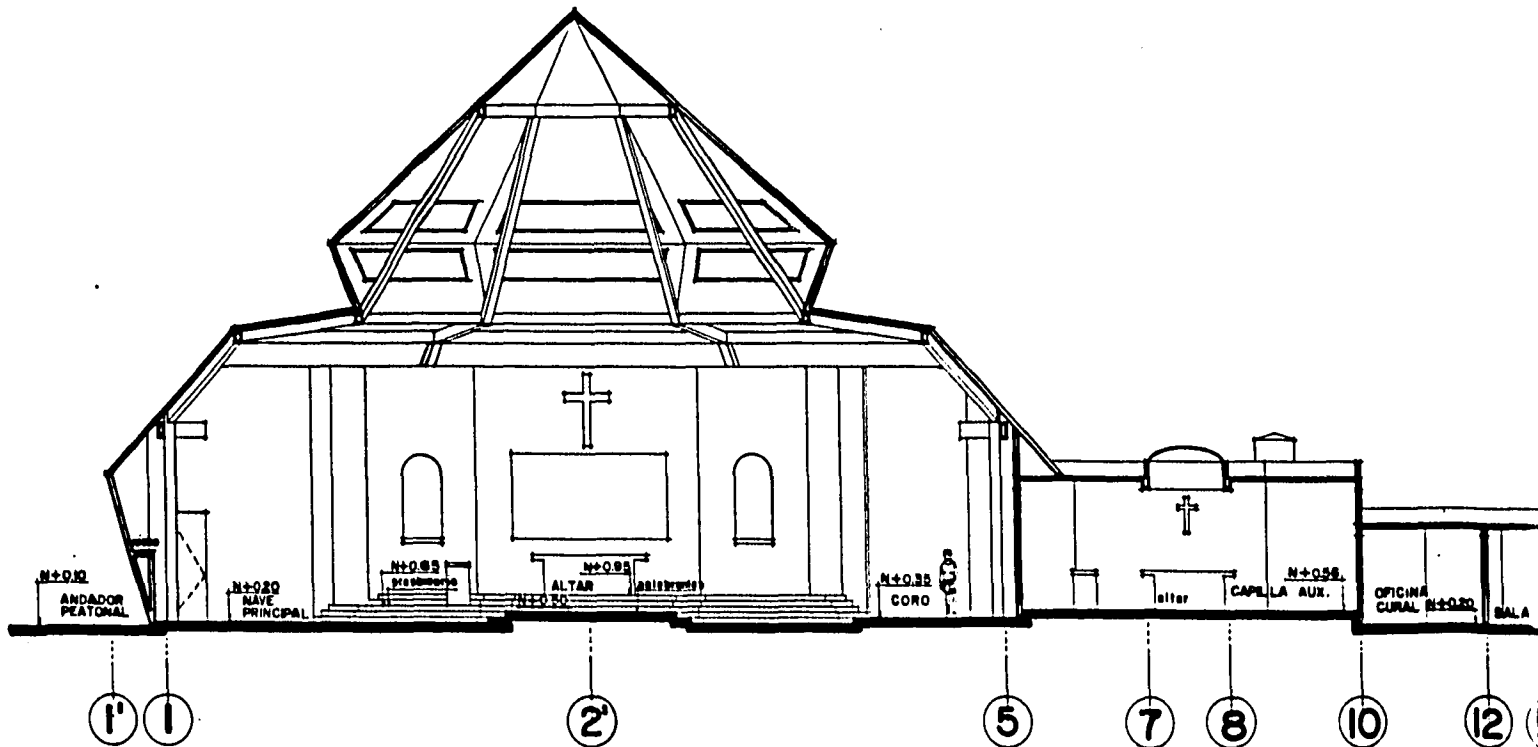 N+0.10
ANDADOR
PEATONAL
N+0.20
NAVE
PRINCIPAL
N+0.65
presbiterio
N+0.50
ALTAR
N+0.95
celebrantes
N+0.35
CORO
altar
CAPILLA AUX.
N+0.56
OFICINA
CURAL N+0.20
SALA
1' 1 2' 5 7 8 10 12